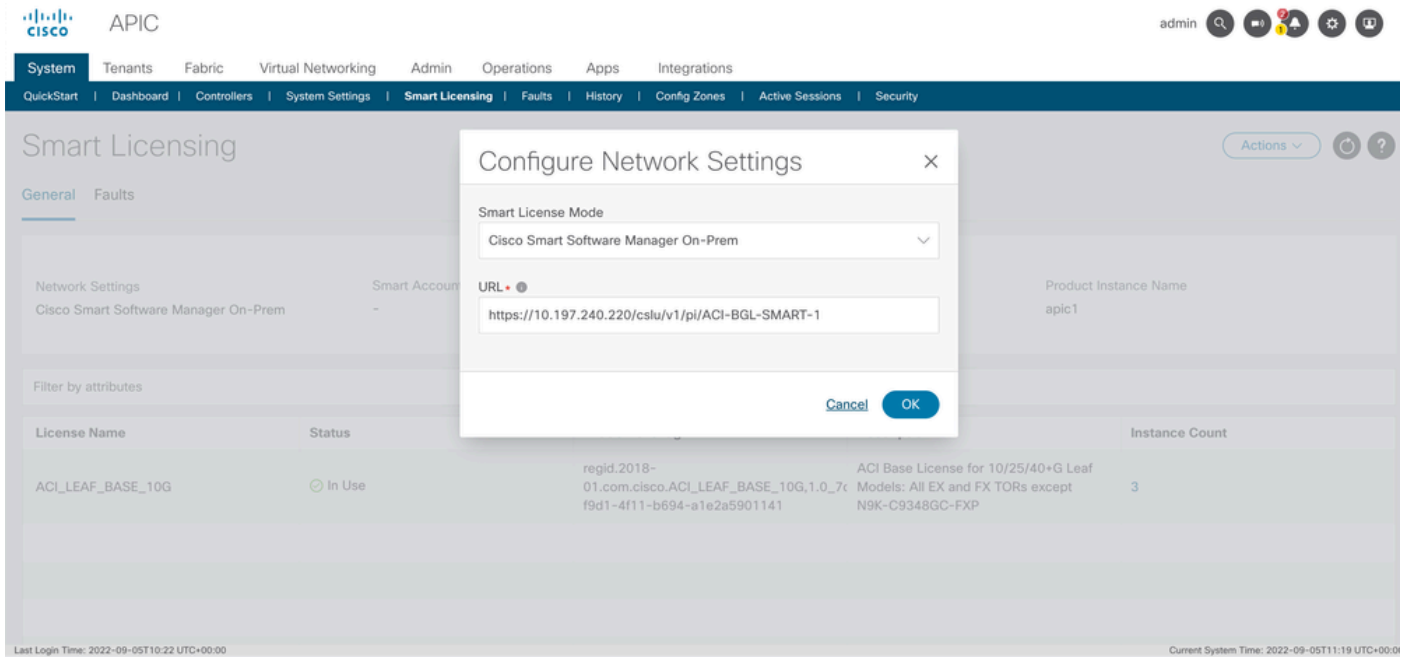 CISCO
APIC
admin
2
1
System Tenants Fabric Virtual Networking Admin Operations Apps Integrations
QuickStart | Dashboard | Controllers | System Settings | Smart Licensing | Faults | History | Config Zones | Active Sessions | Security
Smart Licensing
Actions
?
General Faults
Configure Network Settings
Smart License Mode
Cisco Smart Software Manager On-Prem
URL
https://10.197.240.220/cslu/v1/pi/ACI-BGL-SMART-1
Cancel OK
Network Settings Smart Accoun Product Instance Name
Cisco Smart Software Manager On-Prem - apic1
Filter by attributes
License Name Status Instance Count
regid.2018- ACI Base License for 10/25/40+G Leaf
ACI_LEAF_BASE_10G In Use 01.com.cisco.ACI_LEAF_BASE_10G,1.0_7c Models: All EX and FX TORs except 3
f9d1-4f11-b694-a1e2a5901141 N9K-C9348GC-FXP
Last Login Time: 2022-09-05T10:22 UTC+00:00 Current System Time: 2022-09-05T11:19 UTC+00:0